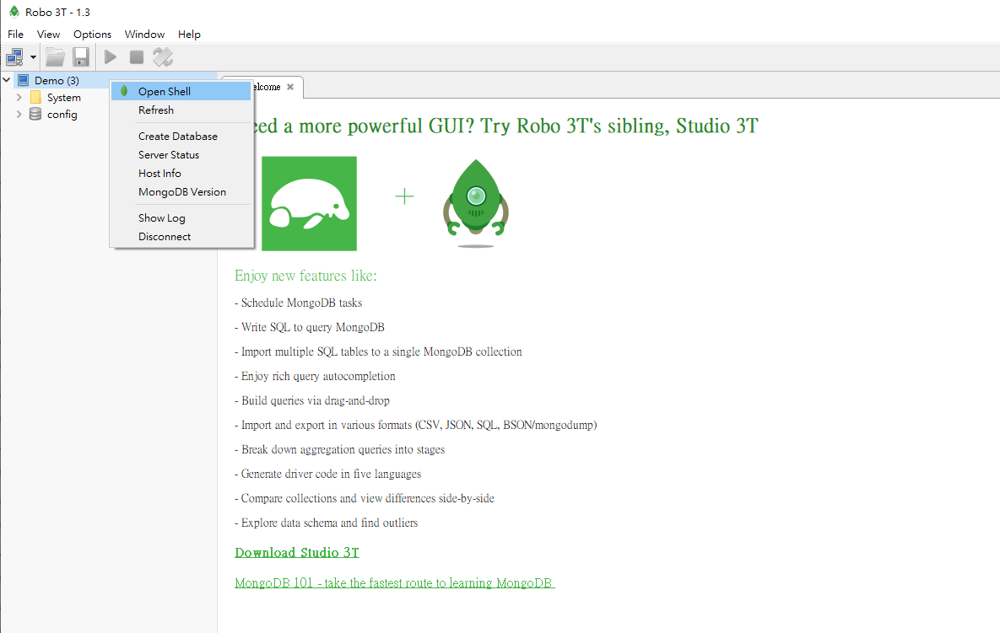 Robo 3T - 1.3
File View Options Window Help
Demo (3)
System
config
Open Shell
Refresh
Create Database
Server Status
Host Info
MongoDB Version
Show Log
Disconnect
elcome
eed a more powerful GUI? Try Robo 3T's sibling, Studio 3T
+
Enjoy new features like:
- Schedule MongoDB tasks
- Write SQL to query MongoDB
- Import multiple SQL tables to a single MongoDB collection
- Enjoy rich query autocompletion
- Build queries via drag-and-drop
- Import and export in various formats (CSV, JSON, SQL, BSON/mongodump)
- Break down aggregation queries into stages
- Generate driver code in five languages
- Compare collections and view differences side-by-side
- Explore data schema and find outliers
Download Studio 3T
MongoDB 101 - take the fastest route to learning MongoDB